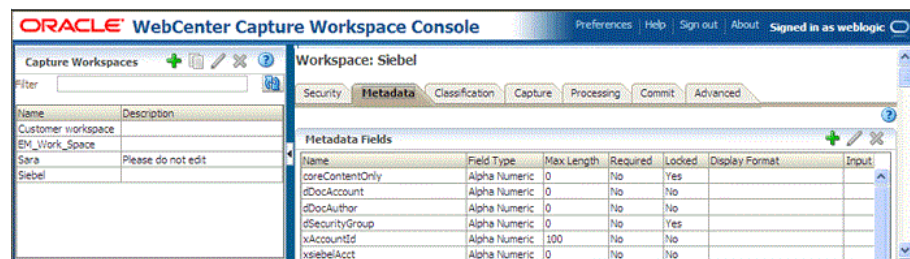 ORACLE® WebCenter Capture Workspace Console
Preferences Help Sign out About Signed in as weblogic
Capture Workspaces
Filter
Name Description
Customer workspace
EM_Work_Space
Sara Please do not edit
Siebel
Workspace: Siebel
Security Metadata Classification Capture Processing Commit Advanced
Metadata Fields
Name Field Type Max Length Required Locked Display Format Input
coreContentOnly Alpha Numeric 0 No Yes
dDocAccount Alpha Numeric 0 No No
dDocAuthor Alpha Numeric 0 No No
dSecurityGroup Alpha Numeric 0 No Yes
xAccountId Alpha Numeric 100 No No
xsiebelAcct Alpha Numeric 0 No No